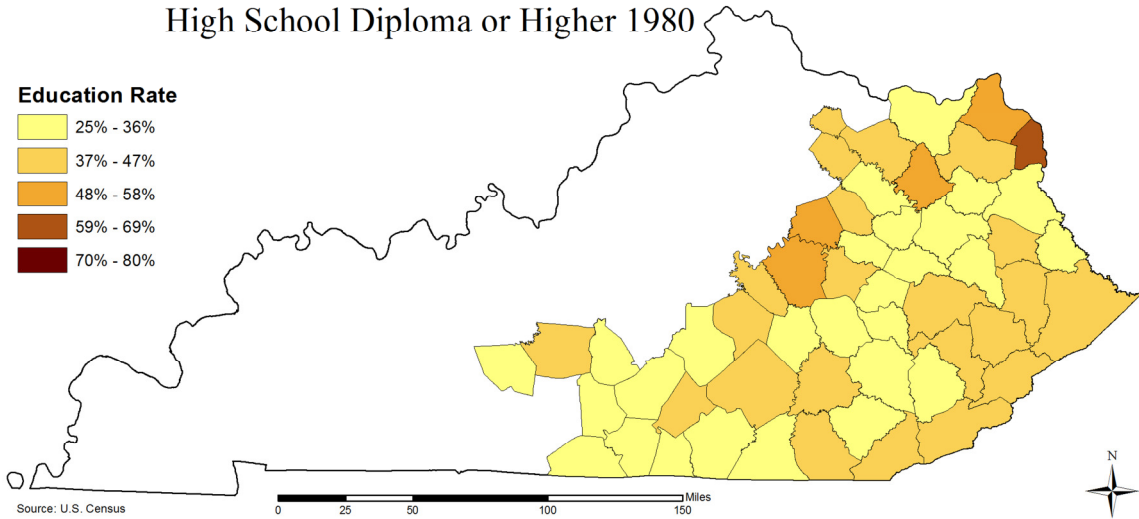 High School Diploma or Higher 1980
Education Rate
25% - 36%
37% - 47%
48% - 58%
59% - 69%
70% - 80%
N
Miles
0 25 50 100 150
Source: U.S. Census